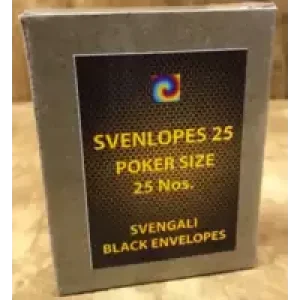 SVENLOPES 25
POKER SIZE
25 Nos.
SVENGALI
BLACK ENVELOPES